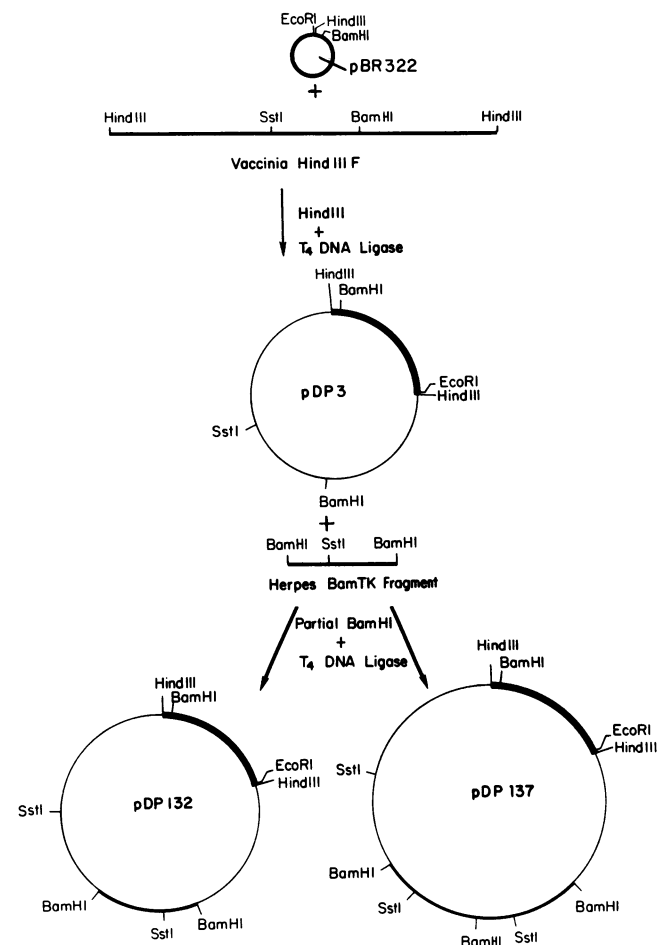 EcoRI HindIII
BamHI
pBR322
+
HindIII SstI BamHI HindIII
Vaccinia HindIII F
HindIII
+
T4 DNA Ligase
HindIII
BamHI
pDP3
EcoRI
HindIII
SstI
BamHI
+
BamHI SstI BamHI
Herpes BamTK Fragment
Partial BamHI
+
T4 DNA Ligase
HindIII
BamHI
EcoRI
HindIII
pDP132
SstI
BamHI
SstI
BamHI
HindIII
BamHI
EcoRI
HindIII
SstI
pDP137
BamHI
SstI
BamHI
SstI
BamHI